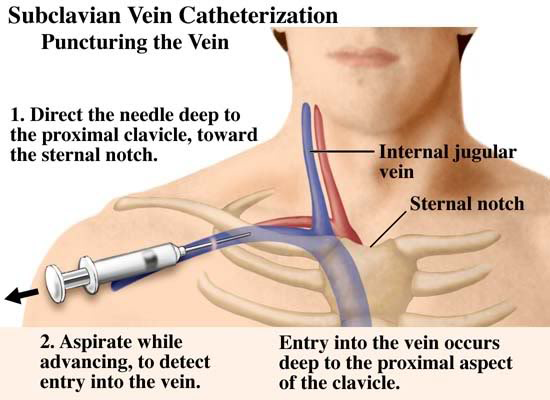 Subclavian Vein Catheterization
Puncturing the Vein
1. Direct the needle deep to
the proximal clavicle, toward
the sternal notch.
Internal jugular
vein
Sternal notch
2. Aspirate while
advancing, to detect
entry into the vein.
Entry into the vein occurs
deep to the proximal aspect
of the clavicle.